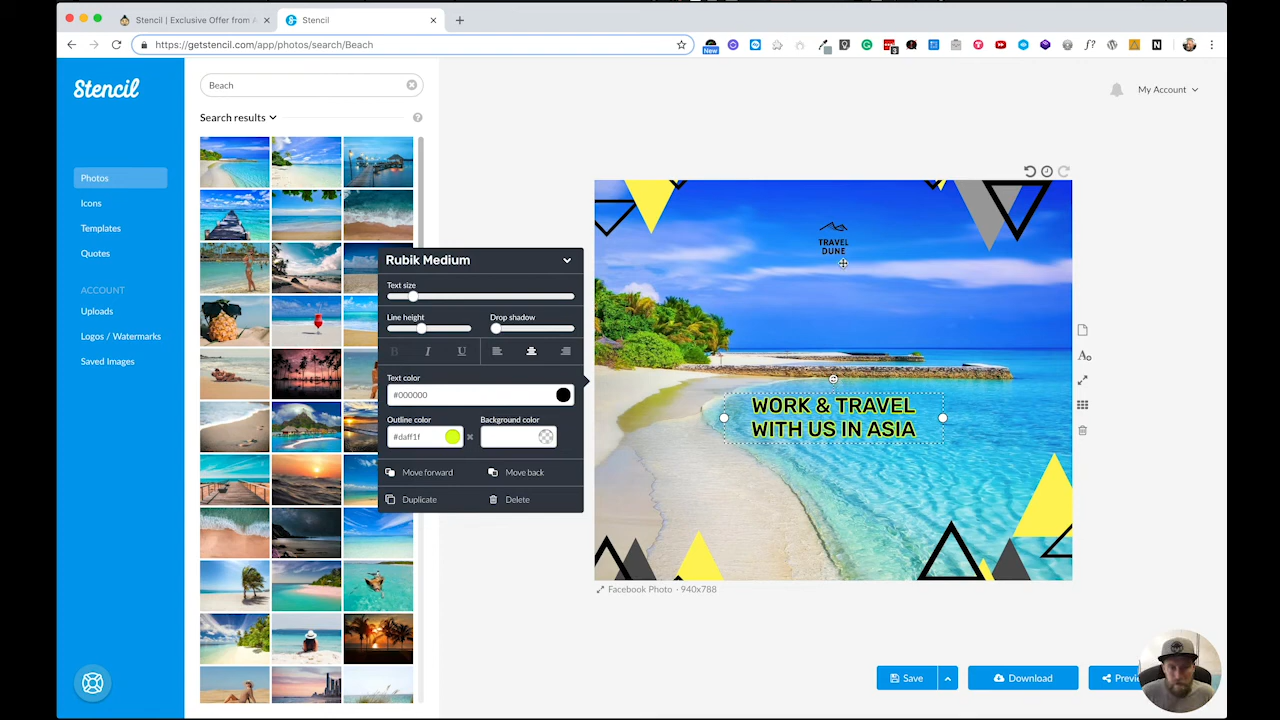 Stencil | Exclusive Offer from A
Stencil
https://getstencil.com/app/photos/search/Beach
New
3
f?
Stencil
Beach
My Account
Search results
Photos
Icons
Templates
Quotes
ACCOUNT
Uploads
Logos / Watermarks
Saved Images
Rubik Medium
Text size
Line height
Drop shadow
B
I
U
Text color
#000000
Outline color
Background color
#daff1f
Move forward
Move back
Duplicate
Delete
TRAVEL
DUNE
WORK & TRAVEL
WITH US IN ASIA
Facebook Photo - 940x788
Save
Download
Previe